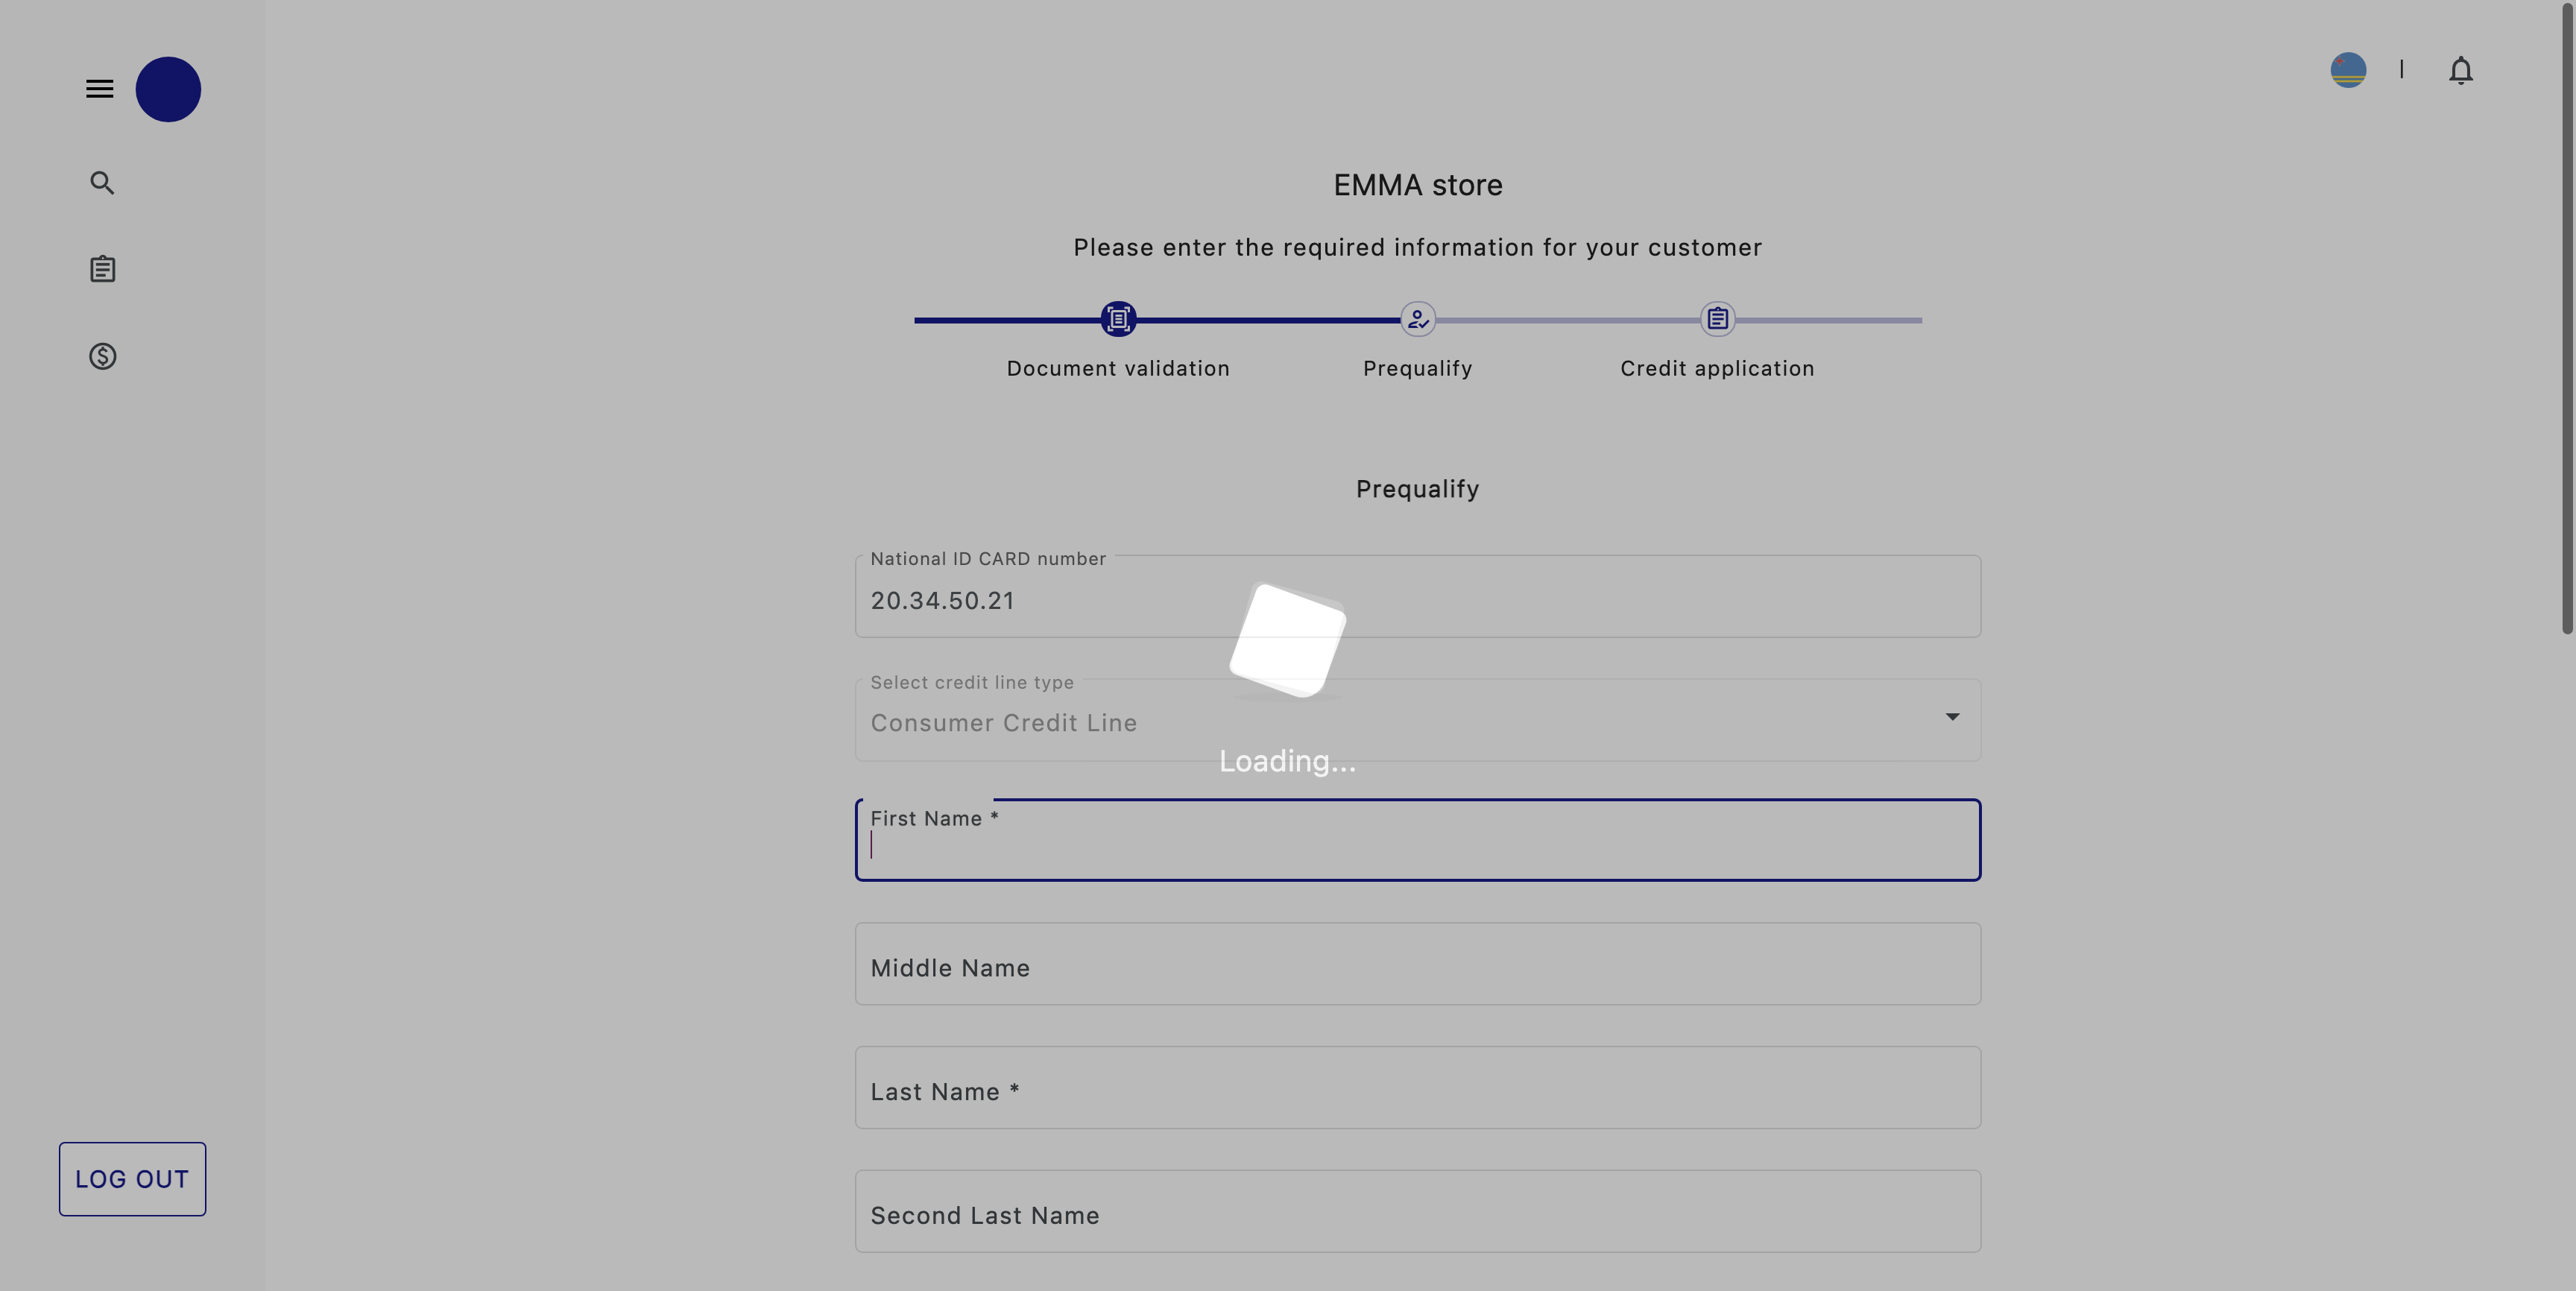 EMMA store
Please enter the required information for your customer
Document validation
Prequalify
Credit application
Prequalify
National ID CARD number
20.34.50.21
Select credit line type
Consumer Credit Line
Loading...
First Name *
Middle Name
Last Name *
Second Last Name
LOG OUT